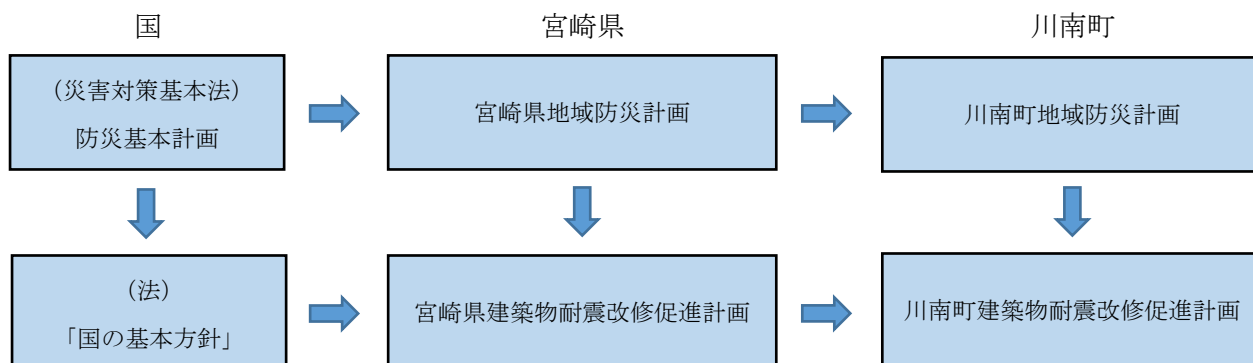 国
宮崎県
川南町
(災害対策基本法)
防災基本計画
宮崎県地域防災計画
川南町地域防災計画
(法)
「国の基本方針」
宮崎県建築物耐震改修促進計画
川南町建築物耐震改修促進計画